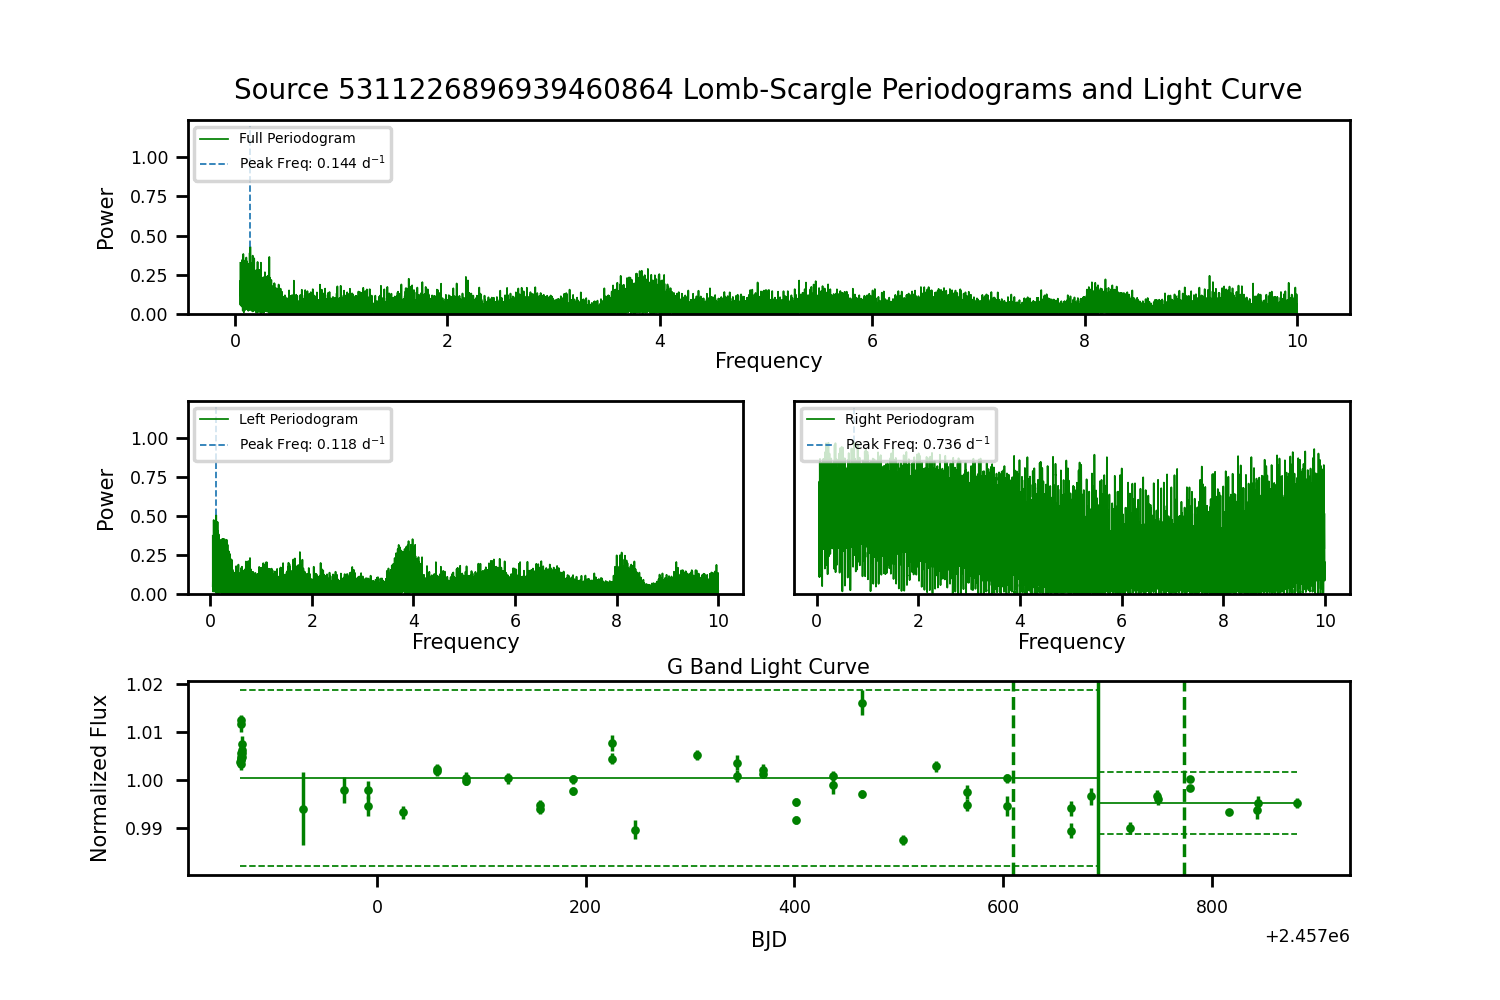 Source 5311226896939460864 Lomb-Scargle Periodograms and Light Curve
Full Periodogram
Peak Freq: 0.144 d⁻¹
Power
1.00
0.75
0.50
0.25
0.00
0 2 4 6 8 10
Frequency
Left Periodogram
Peak Freq: 0.118 d⁻¹
Power
1.00
0.75
0.50
0.25
0.00
0 2 4 6 8 10
Frequency
Right Periodogram
Peak Freq: 0.736 d⁻¹
0 2 4 6 8 10
Frequency
G Band Light Curve
Normalized Flux
1.02
1.01
1.00
0.99
0 200 400 600 800
BJD
+2.457e6